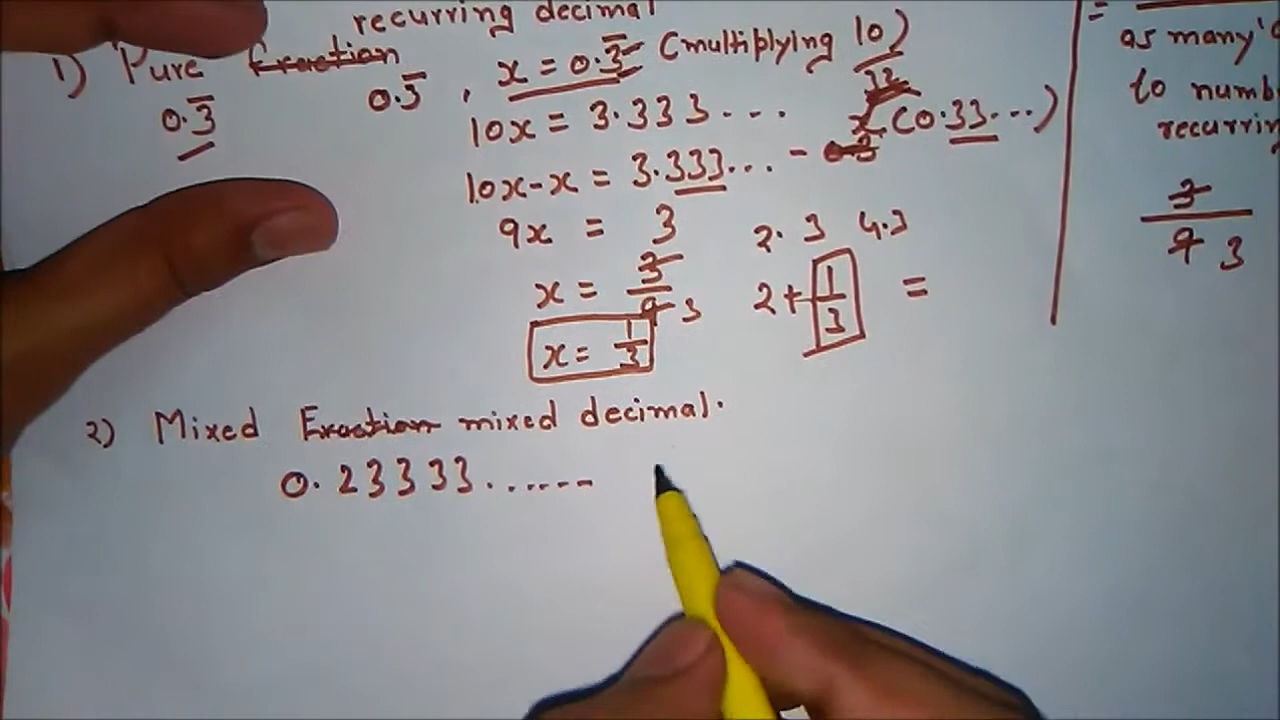 recurring decimal
1) Pure fraction
0.3̅
0.3̅ , x = 0.3̅ (multiplying 10)
10x = 3.333...
10x-x = 3.333... - x (0.33...)
9x = 3
x = 3/9 3
x = 1/3
2.3 4.3
2+ 1/3 =
=
as many
to numb
recurrin
3/9 3
2) Mixed Fraction mixed decimal.
0.23333.......